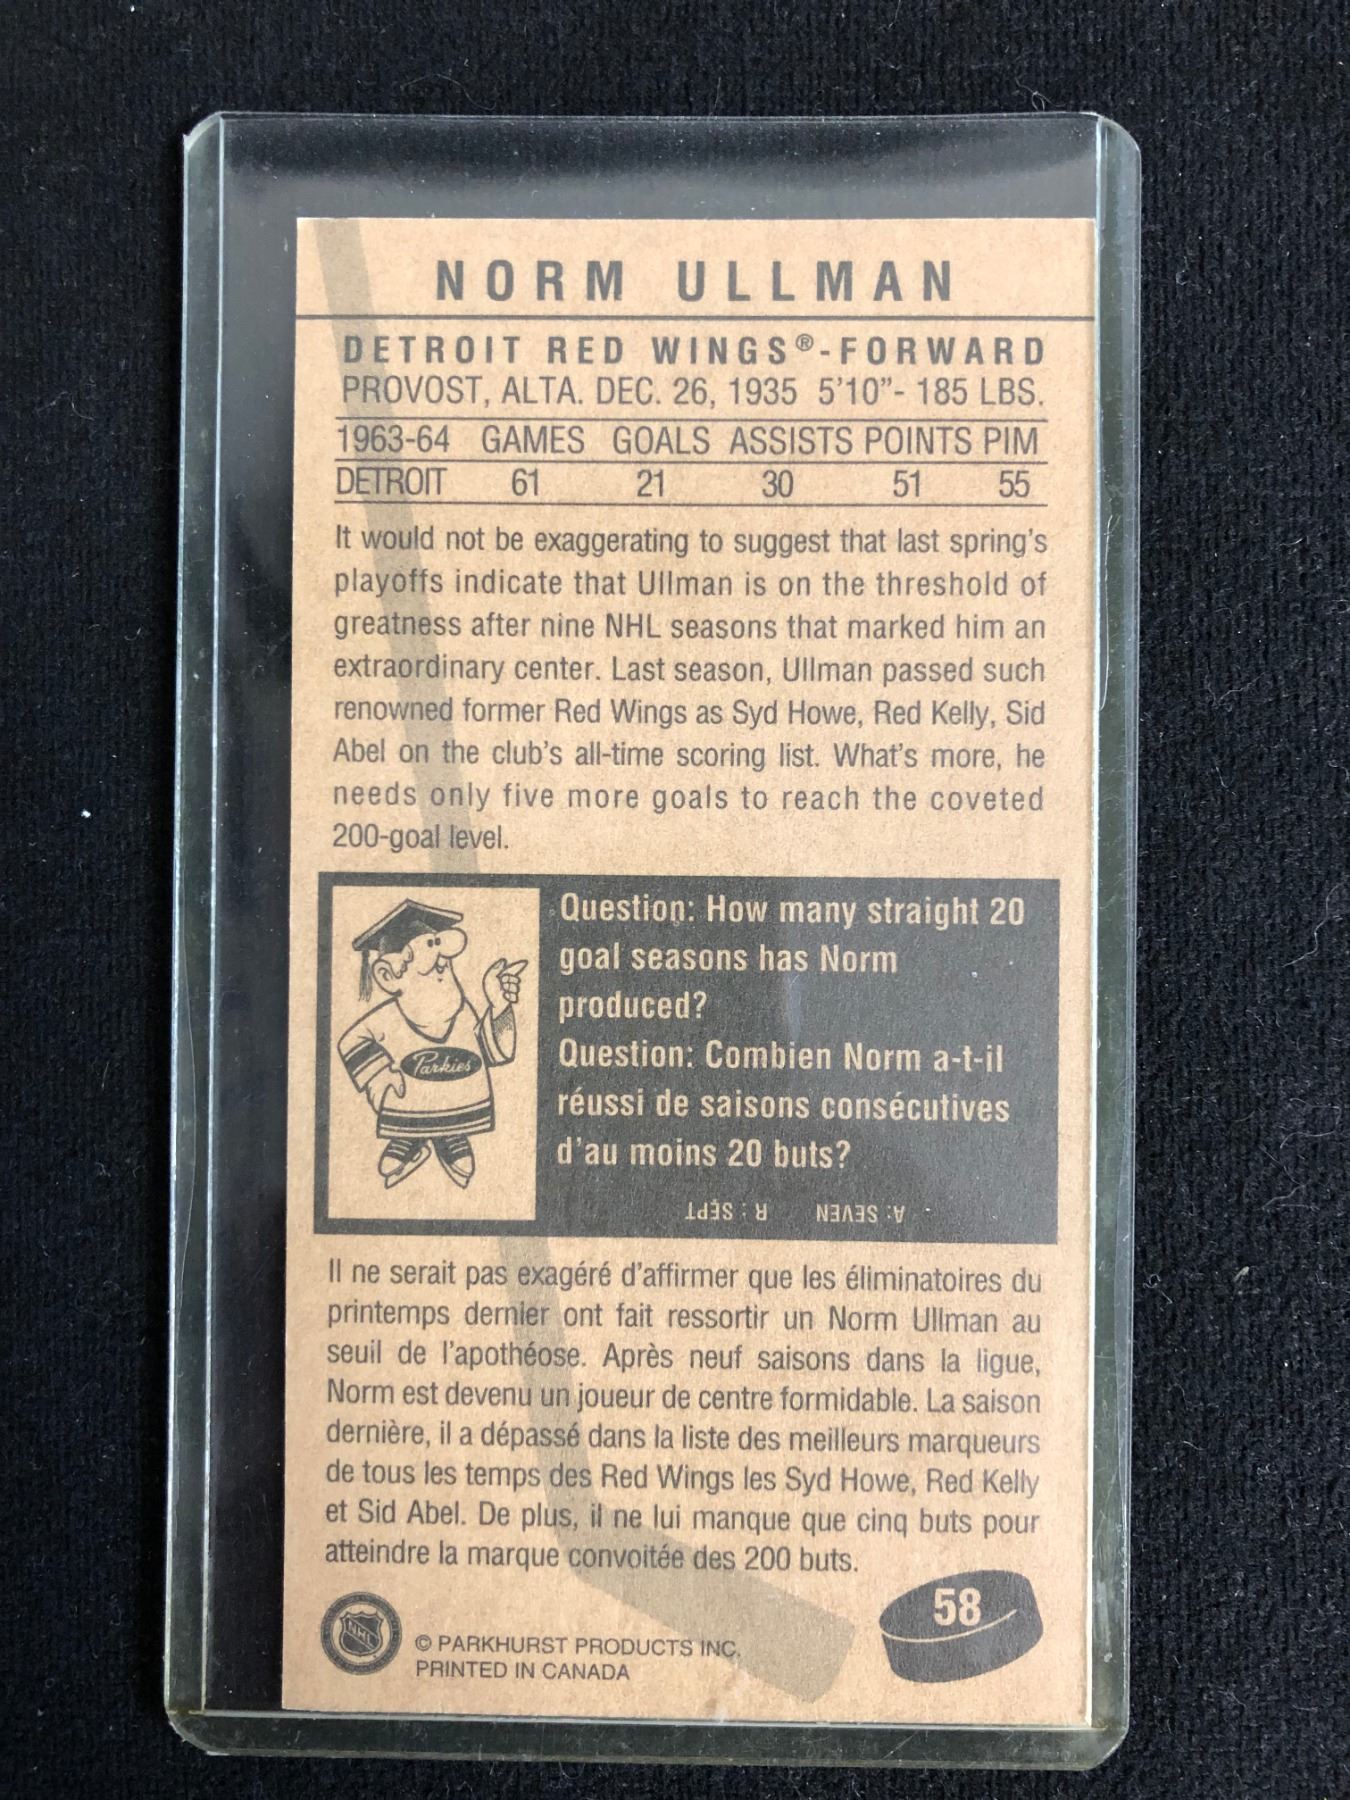 NORM ULLMAN
DETROIT RED WINGS®-FORWARD
PROVOST, ALTA. DEC. 26, 1935 5'10"- 185 LBS.
1963-64 GAMES GOALS ASSISTS POINTS PIM
DETROIT 61 21 30 51 55
It would not be exaggerating to suggest that last spring's
playoffs indicate that Ullman is on the threshold of
greatness after nine NHL seasons that marked him an
extraordinary center. Last season, Ullman passed such
renowned former Red Wings as Syd Howe, Red Kelly, Sid
Abel on the club's all-time scoring list. What's more, he
needs only five more goals to reach the coveted
200-goal level.
Parkies
Question: How many straight 20
goal seasons has Norm
produced?
Question: Combien Norm a-t-il
réussi de saisons consécutives
d'au moins 20 buts?
A: SEVEN R : SEPT
Il ne serait pas exagéré d'affirmer que les éliminatoires du
printemps dernier ont fait ressortir un Norm Ullman au
seuil de l'apothéose. Après neuf saisons dans la ligue,
Norm est devenu un joueur de centre formidable. La saison
dernière, il a dépassé dans la liste des meilleurs marqueurs
de tous les temps des Red Wings les Syd Howe, Red Kelly
et Sid Abel. De plus, il ne lui manque que cinq buts pour
atteindre la marque convoitée des 200 buts.
NHL
© PARKHURST PRODUCTS INC.
PRINTED IN CANADA
58